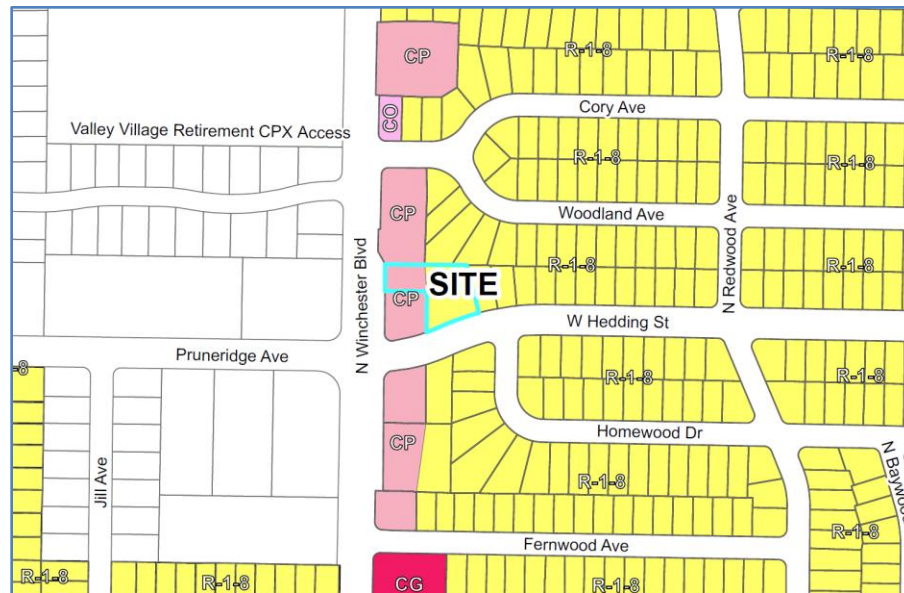 CP
R-1-8
R-1-8
Cory Ave
CO
Valley Village Retirement CPX Access
R-1-8
R-1-8
CP
Woodland Ave
N Winchester Blvd
N Redwood Ave
R-1-8
R-1-8
SITE
CP
W Hedding St
Pruneridge Ave
-8
R-1-8
R-1-8
Homewood Dr
CP
N Baywoo
Jill Ave
R-1-8
R-1-8
Fernwood Ave
R-1-8
R-1-8
CG
R-1-8